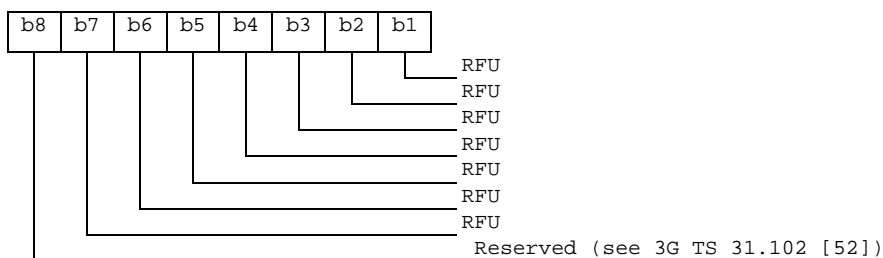 b8 b7 b6 b5 b4 b3 b2 b1
RFU
RFU
RFU
RFU
RFU
RFU
RFU
Reserved (see 3G TS 31.102 [52])